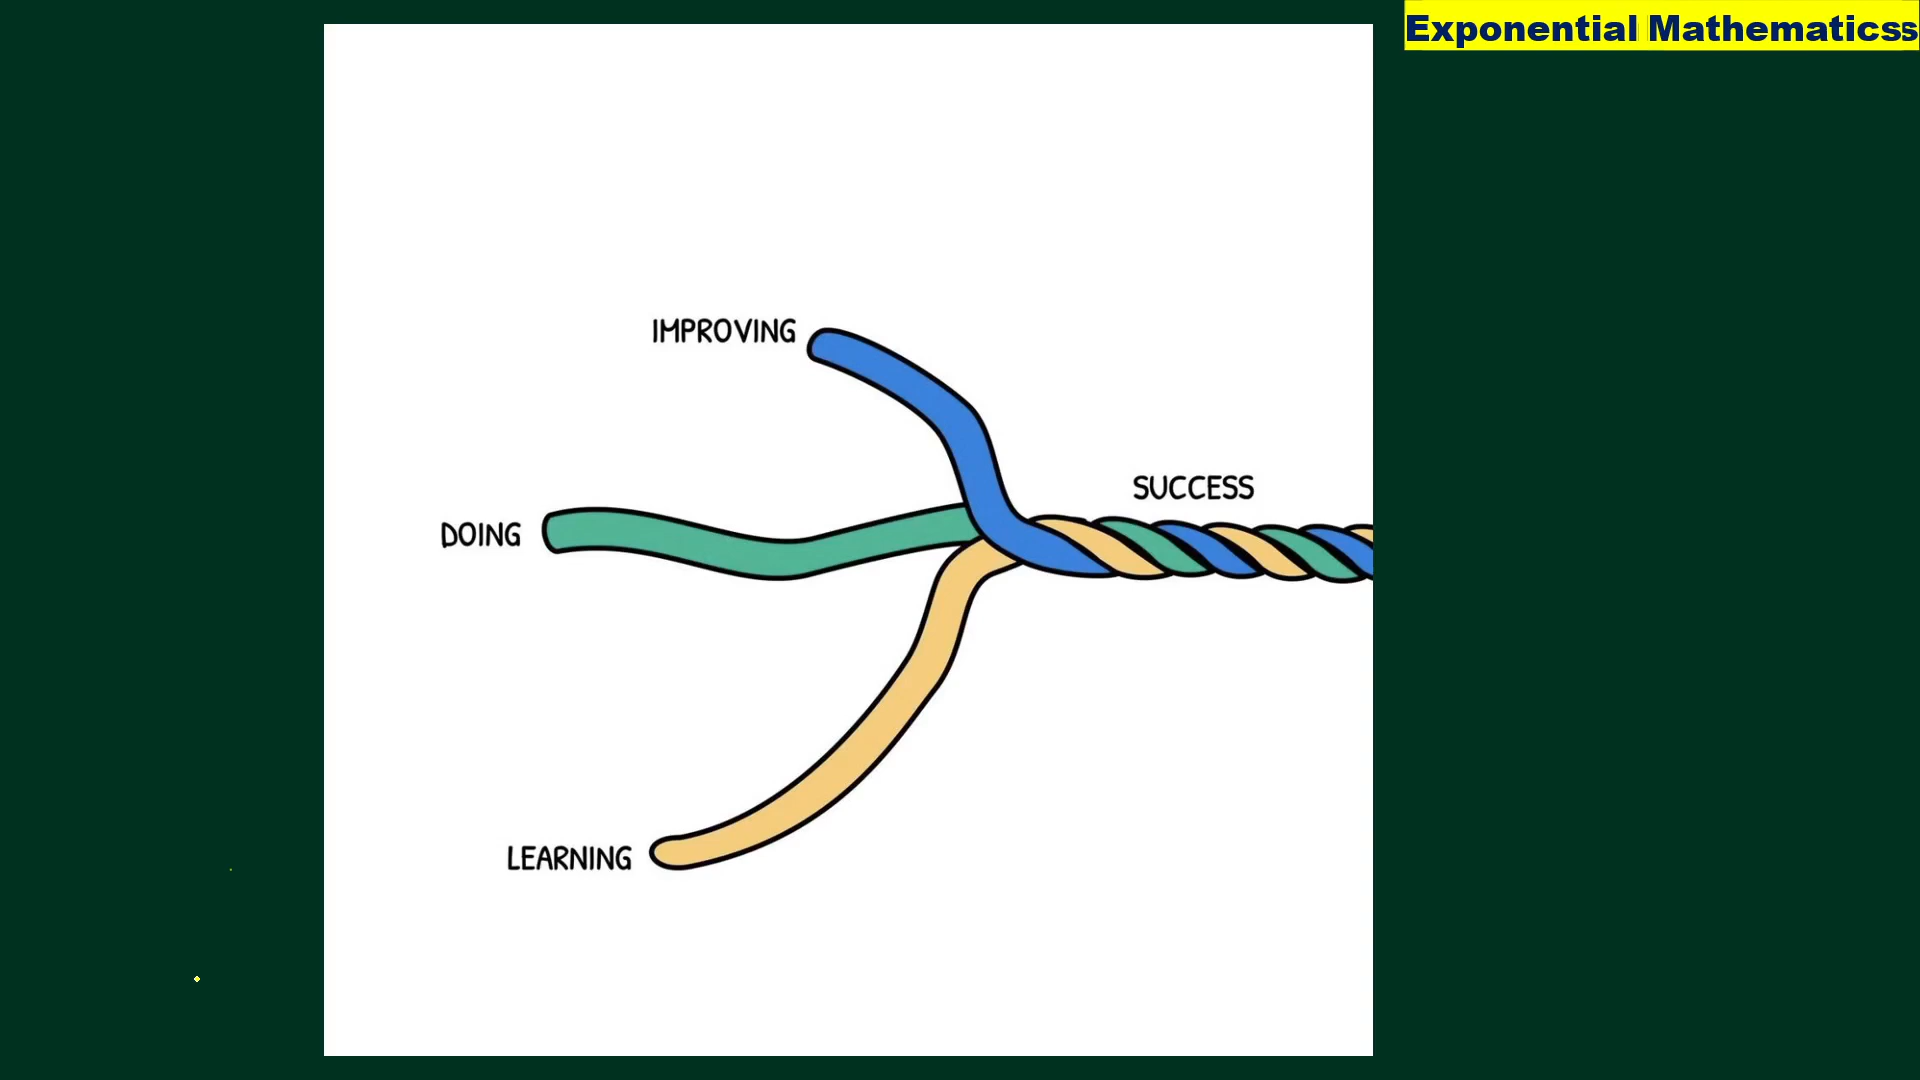 Exponential Mathematicss
IMPROVING
SUCCESS
DOING
LEARNING